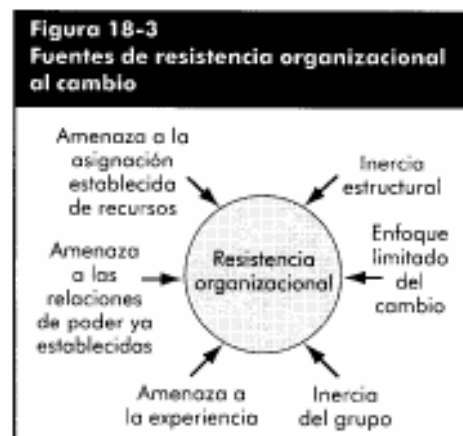 Figura 18-3
Fuentes de resistencia organizacional
al cambio
Amenaza a la
asignación
establecida
de recursos
Inercia
estructural
Enfoque
limitado
del
cambio
Resistencia
organizacional
Amenaza
a las
relaciones
de poder ya
establecidas
Amenaza a
la experiencia
Inercia
del grupo